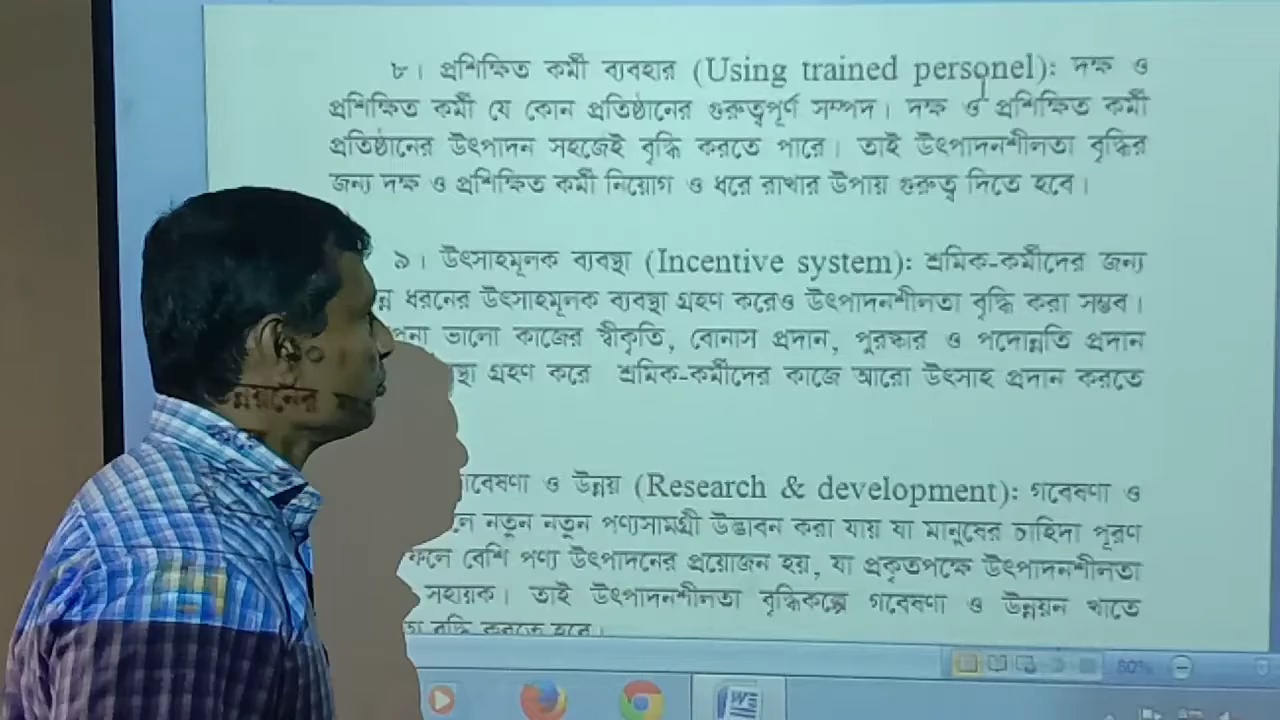 ৮। প্রশিক্ষিত কর্মী ব্যবহার (Using trained personel): দক্ষ ও
প্রশিক্ষিত কর্মী যে কোন প্রতিষ্ঠানের গুরুত্বপূর্ণ সম্পদ। দক্ষ ও প্রশিক্ষিত কর্মী
প্রতিষ্ঠানের উৎপাদন সহজেই বৃদ্ধি করতে পারে। তাই উৎপাদনশীলতা বৃদ্ধির
জন্য দক্ষ ও প্রশিক্ষিত কর্মী নিয়োগ ও ধরে রাখার উপায় গুরুত্ব দিতে হবে।
৯। উৎসাহমূলক ব্যবস্থা (Incentive system): শ্রমিক-কর্মীদের জন্য
ধরনের উৎসাহমূলক ব্যবস্থা গ্রহণ করেও উৎপাদনশীলতা বৃদ্ধি করা সম্ভব।
ভালো কাজের স্বীকৃতি, বোনাস প্রদান, পুরষ্কার ও পদোন্নতি প্রদান
গ্রহণ করে শ্রমিক-কর্মীদের কাজে আরো উৎসাহ প্রদান করতে
ও উন্নয় (Research & development): গবেষণা ও
নতুন নতুন পণ্যসামগ্রী উদ্ভাবন করা যায় যা মানুষের চাহিদা পূরণ
বেশি পণ্য উৎপাদনের প্রয়োজন হয়, যা প্রকৃতপক্ষে উৎপাদনশীলতা
সহায়ক। তাই উৎপাদনশীলতা বৃদ্ধিকল্পে গবেষণা ও উন্নয়ন খাতে
বৃদ্ধি করতে হবে।
80%